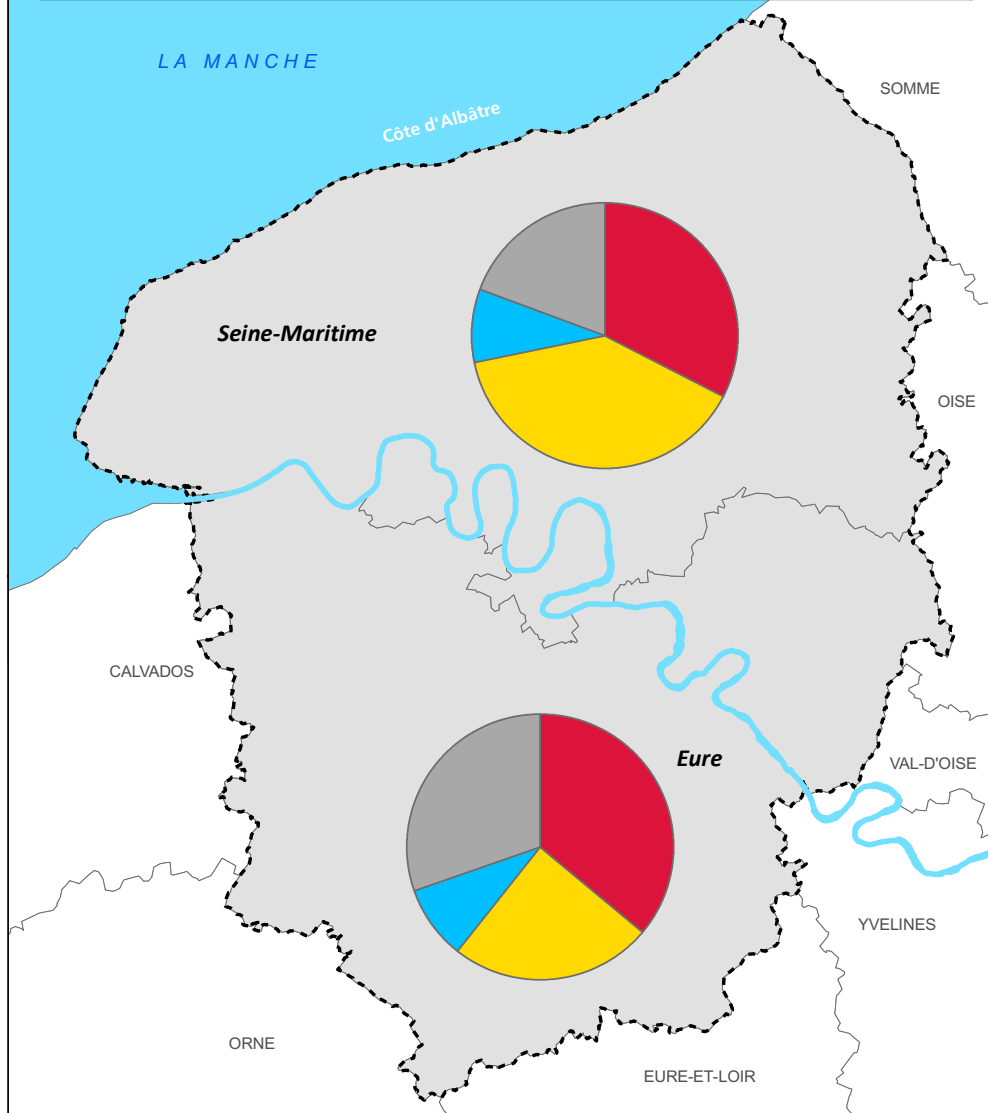 LA MANCHE
SOMME
Côte d'Albâtre
Seine-Maritime
OISE
CALVADOS
Eure
VAL-D'OISE
YVELINES
ORNE
EURE-ET-LOIR